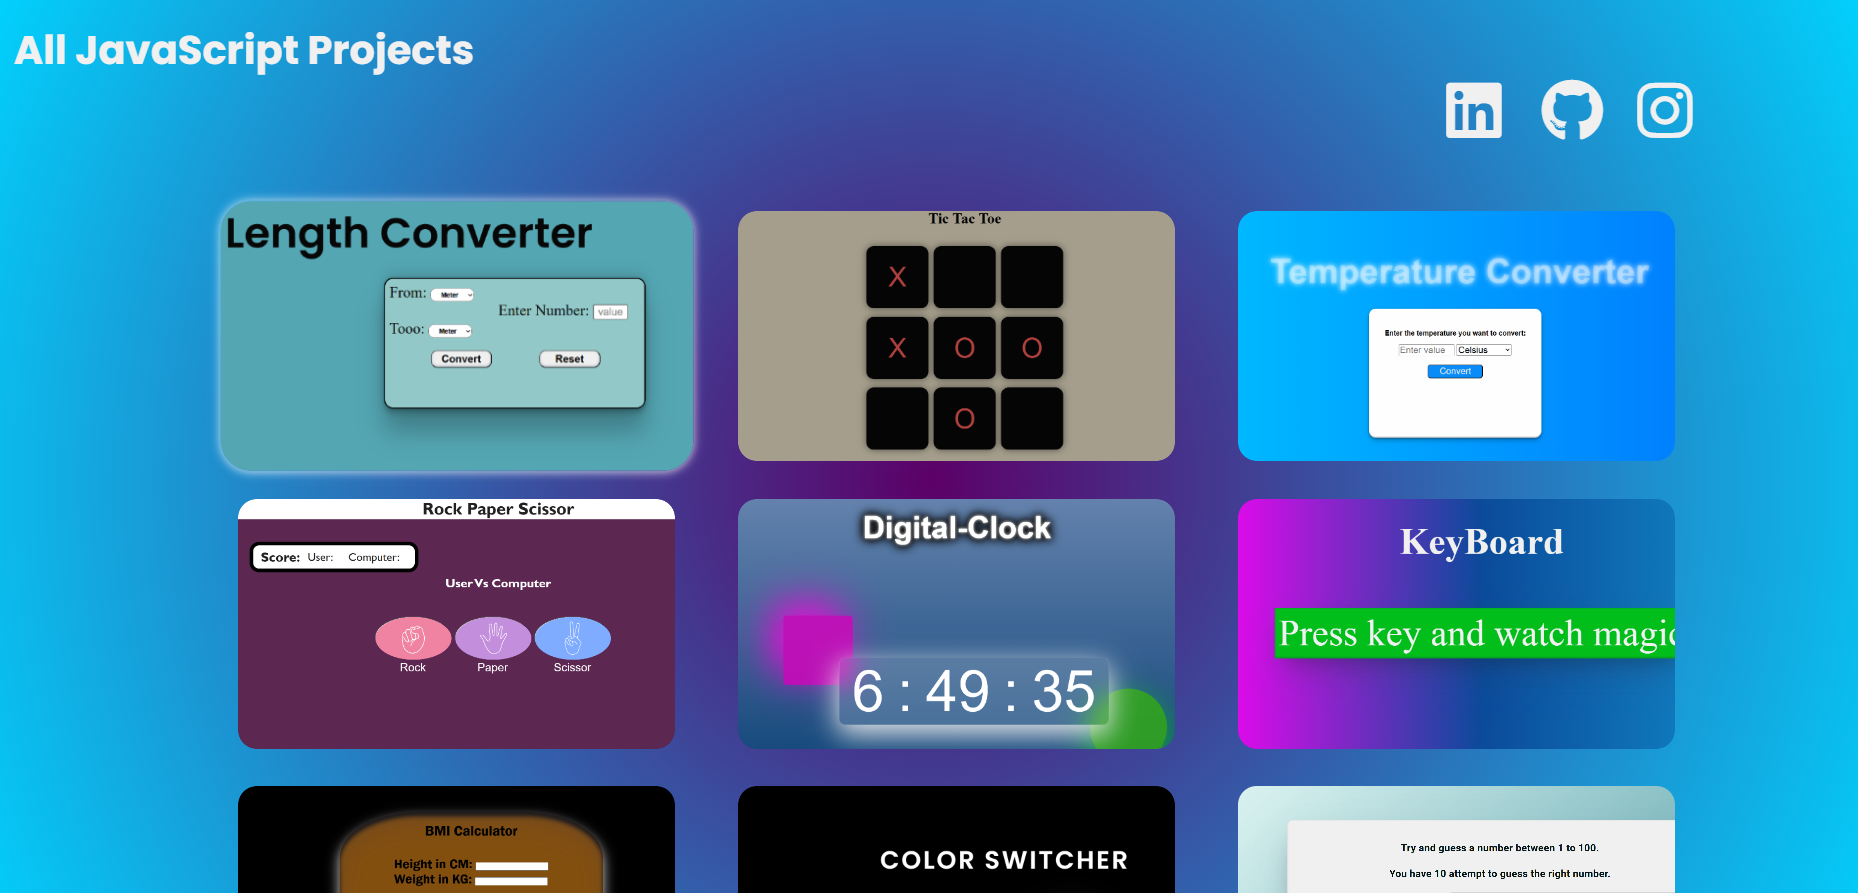 All JavaScript Projects
in
Length Converter
From: Meter
Enter Number: value
Tooo: Meter
Convert Reset
Tic Tac Toe
X
X O O
O
Temperature Converter
Enter the temperature you want to convert:
Enter value Celsius
Convert
Rock Paper Scissor
Score: User: Computer:
User Vs Computer
Rock Paper Scissor
Digital-Clock
6 : 49 : 35
KeyBoard
Press key and watch magic
BMI Calculator
Height in CM:
Weight in KG:
COLOR SWITCHER
Try and guess a number between 1 to 100.
You have 10 attempt to guess the right number.